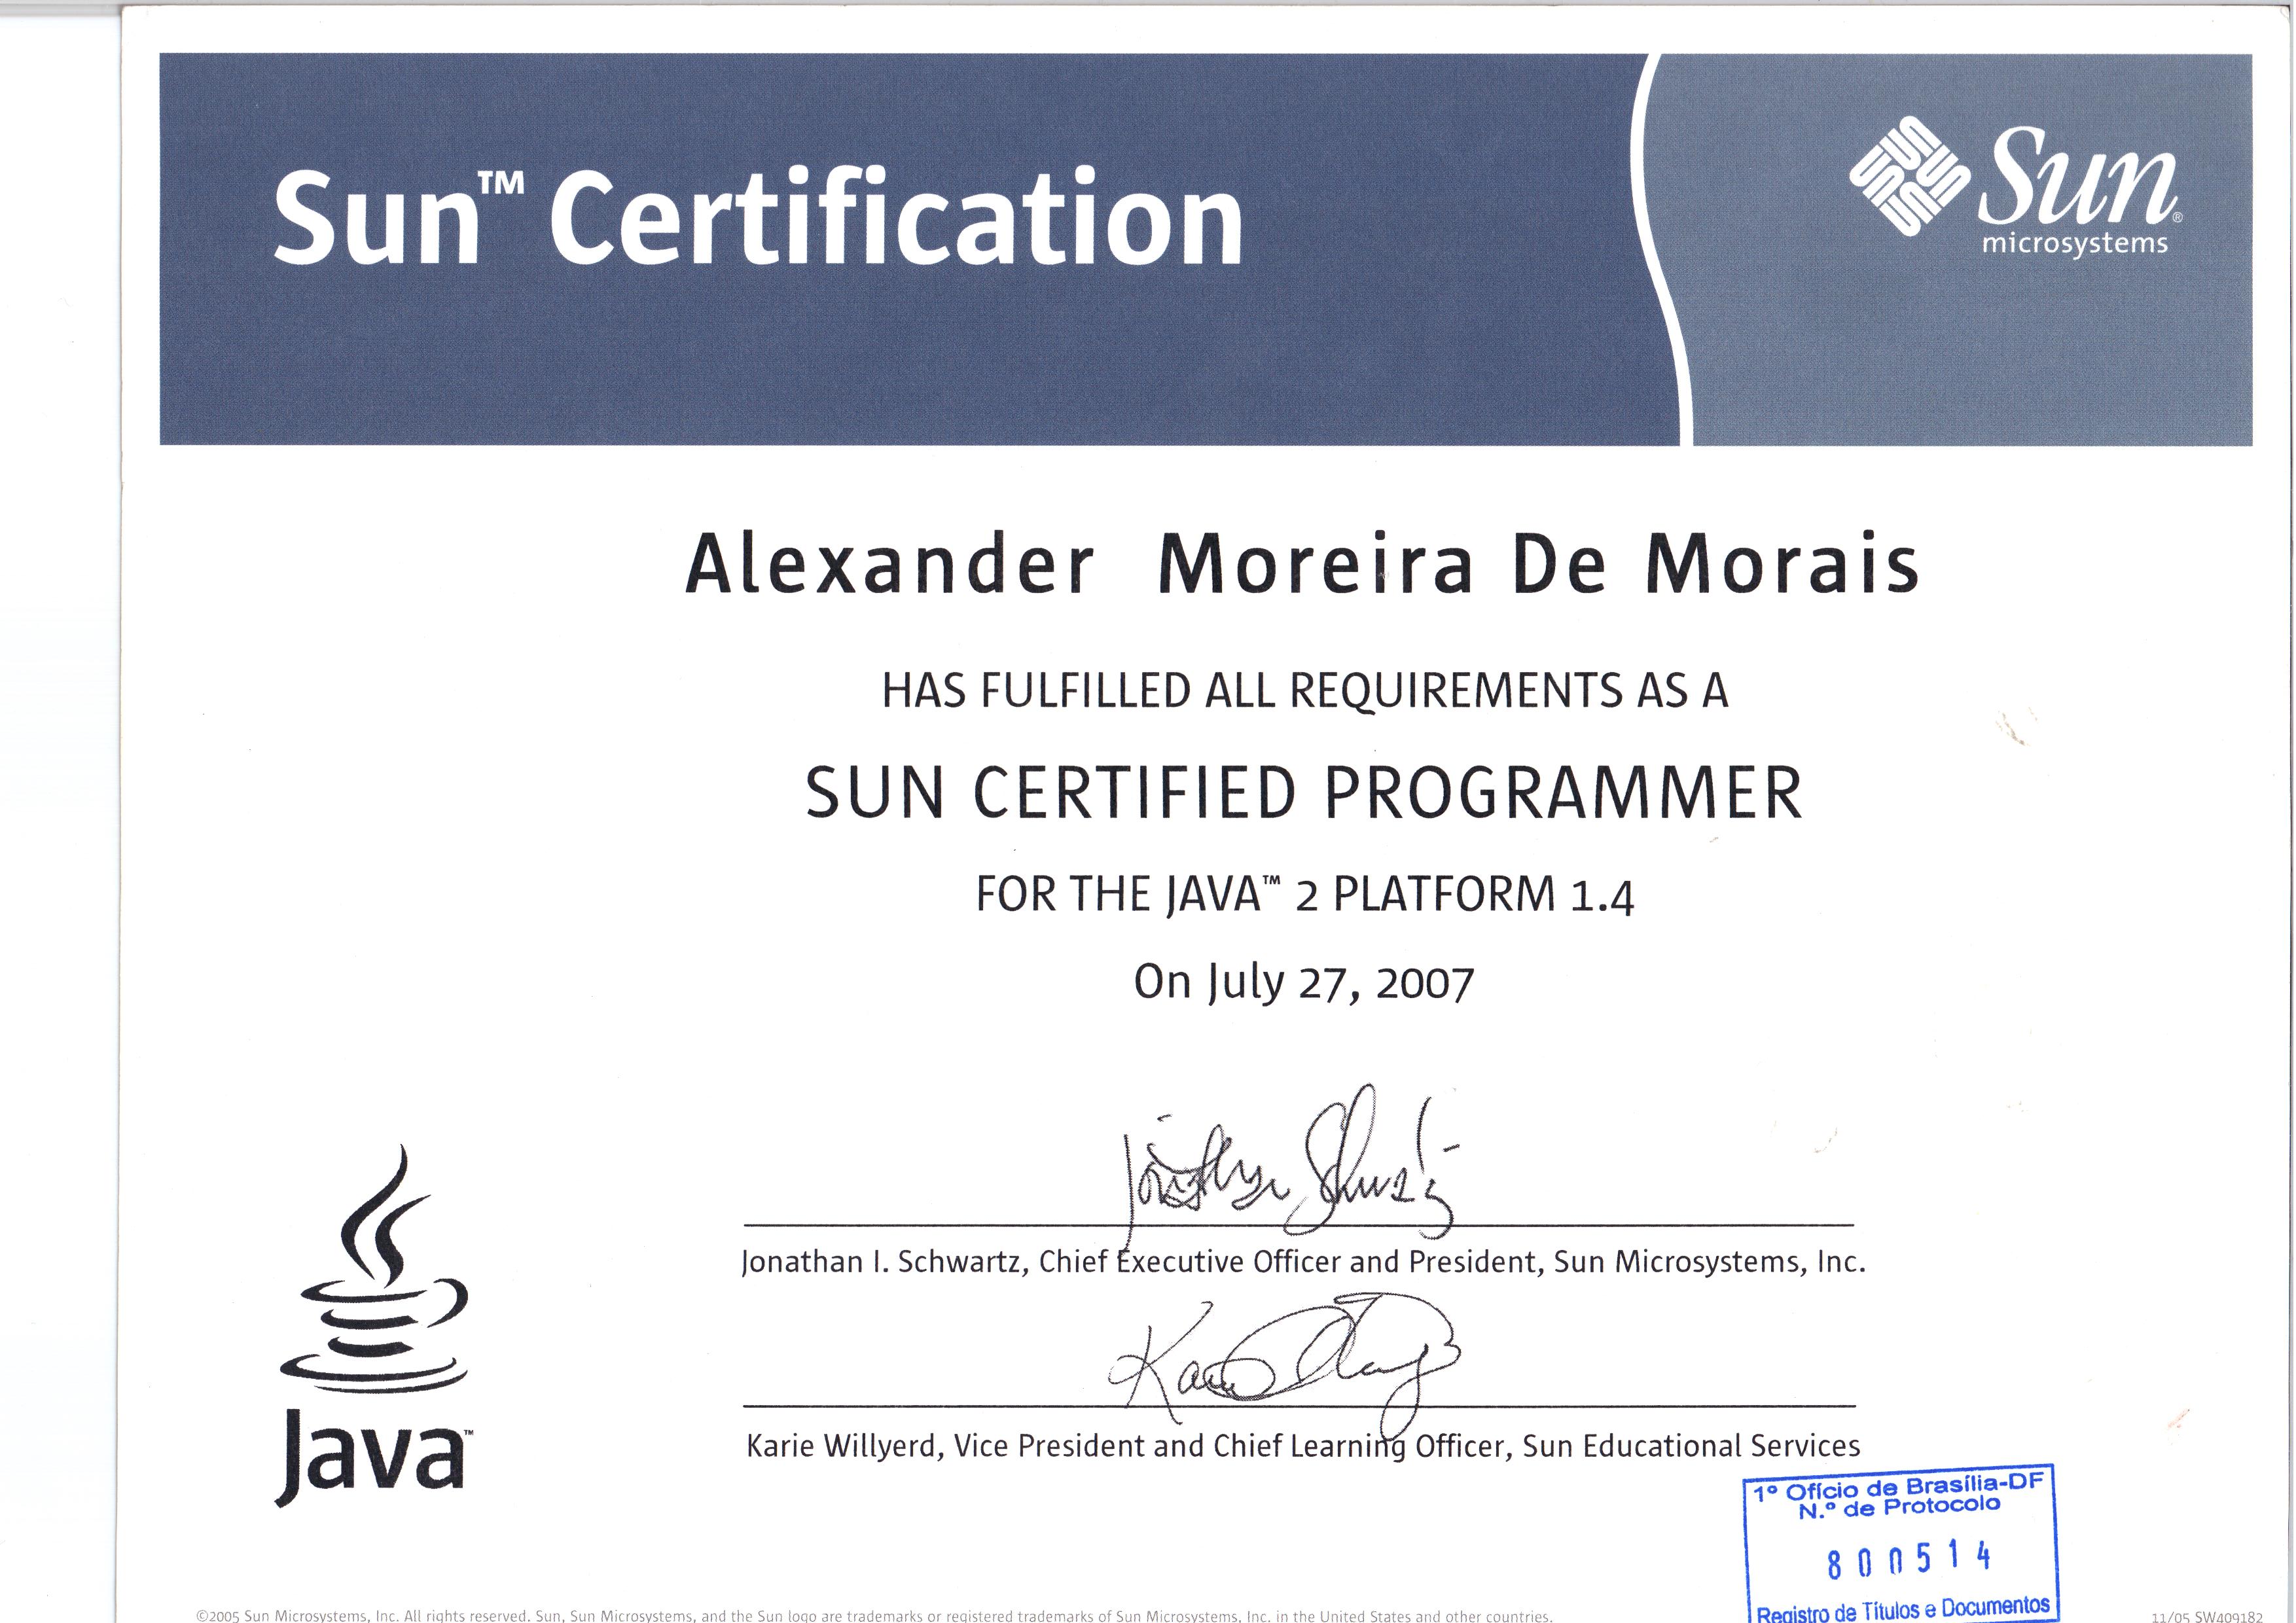 Sun™ Certification
Sun®
microsystems
Alexander Moreira De Morais
HAS FULFILLED ALL REQUIREMENTS AS A
SUN CERTIFIED PROGRAMMER
FOR THE JAVA™ 2 PLATFORM 1.4
On July 27, 2007
Jonathan I. Schwartz, Chief Executive Officer and President, Sun Microsystems, Inc.
Karie Willyerd, Vice President and Chief Learning Officer, Sun Educational Services
Java™
1º Ofício de Brasília-DF
N.º de Protocolo
800514
Registro de Títulos e Documentos
©2005 Sun Microsystems, Inc. All rights reserved. Sun, Sun Microsystems, and the Sun logo are trademarks or registered trademarks of Sun Microsystems, Inc. in the United States and other countries.
11/05 SW409182